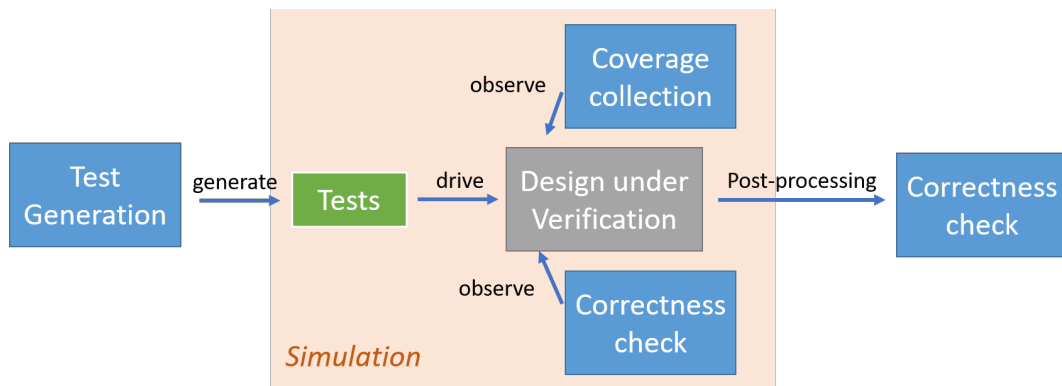 Coverage
collection
observe
Test
Generation
generate
Tests
drive
Design under
Verification
Post-processing
Correctness
check
observe
Correctness
check
Simulation